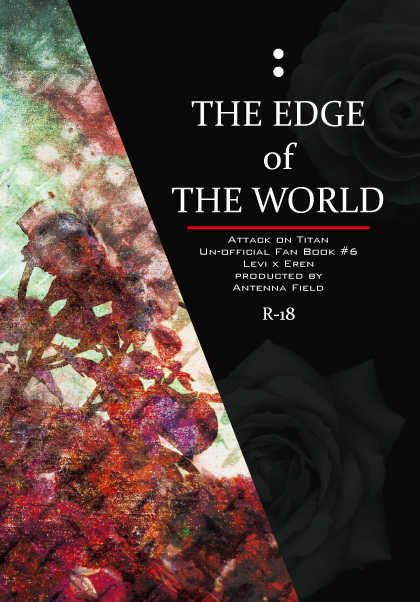 :
THE EDGE
of
THE WORLD
Attack on Titan
Un-official Fan Book #6
Levi x Eren
producted by
Antenna Field
R-18